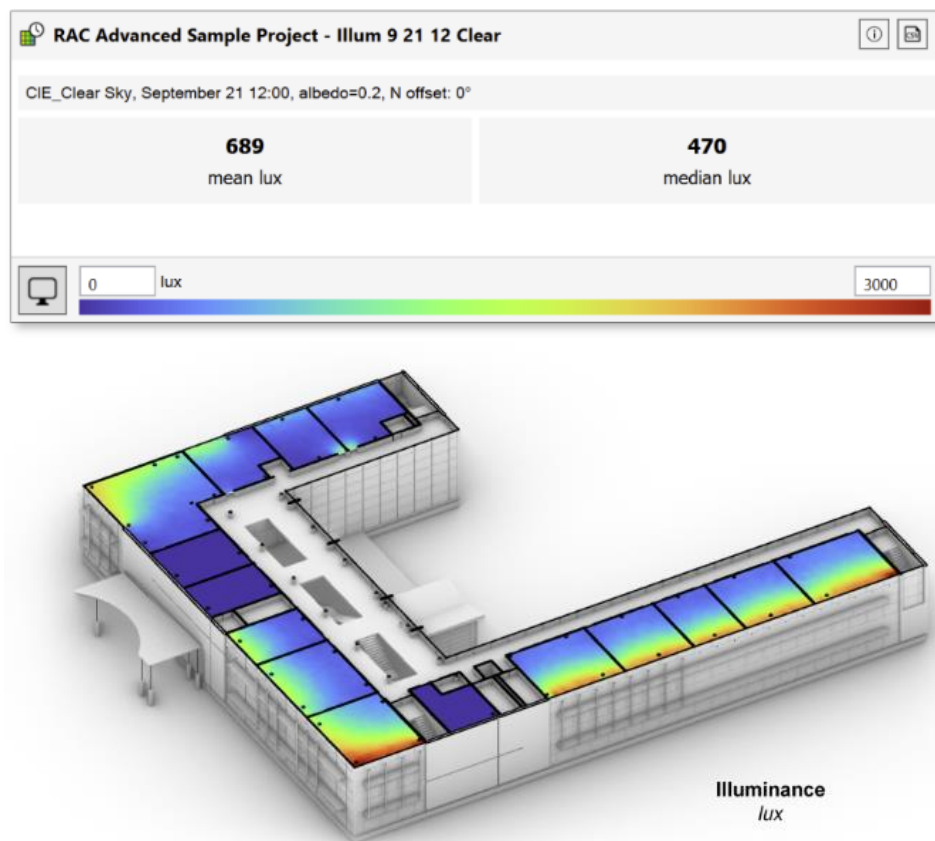 RAC Advanced Sample Project - Illum 9 21 12 Clear
CIE_Clear Sky, September 21 12:00, albedo=0.2, N offset: 0°
689
mean lux
470
median lux
0 lux 3000
Illuminance
lux